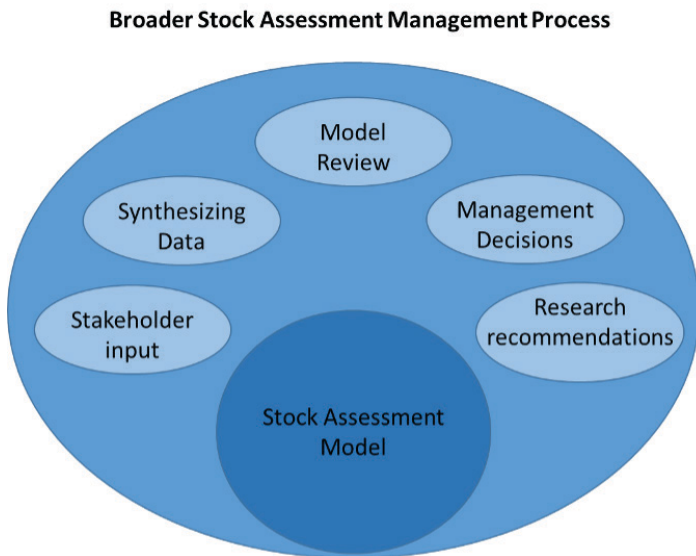 Broader Stock Assessment Management Process
Model
Review
Synthesizing
Data
Management
Decisions
Stakeholder
input
Research
recommendations
Stock Assessment
Model